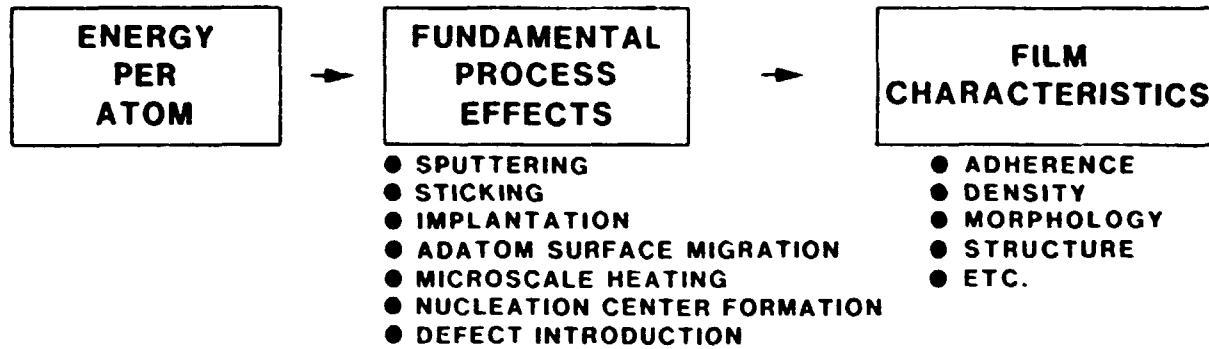 ENERGY
PER
ATOM
FUNDAMENTAL
PROCESS
EFFECTS
● SPUTTERING
● STICKING
● IMPLANTATION
● ADATOM SURFACE MIGRATION
● MICROSCALE HEATING
● NUCLEATION CENTER FORMATION
● DEFECT INTRODUCTION
FILM
CHARACTERISTICS
● ADHERENCE
● DENSITY
● MORPHOLOGY
● STRUCTURE
● ETC.